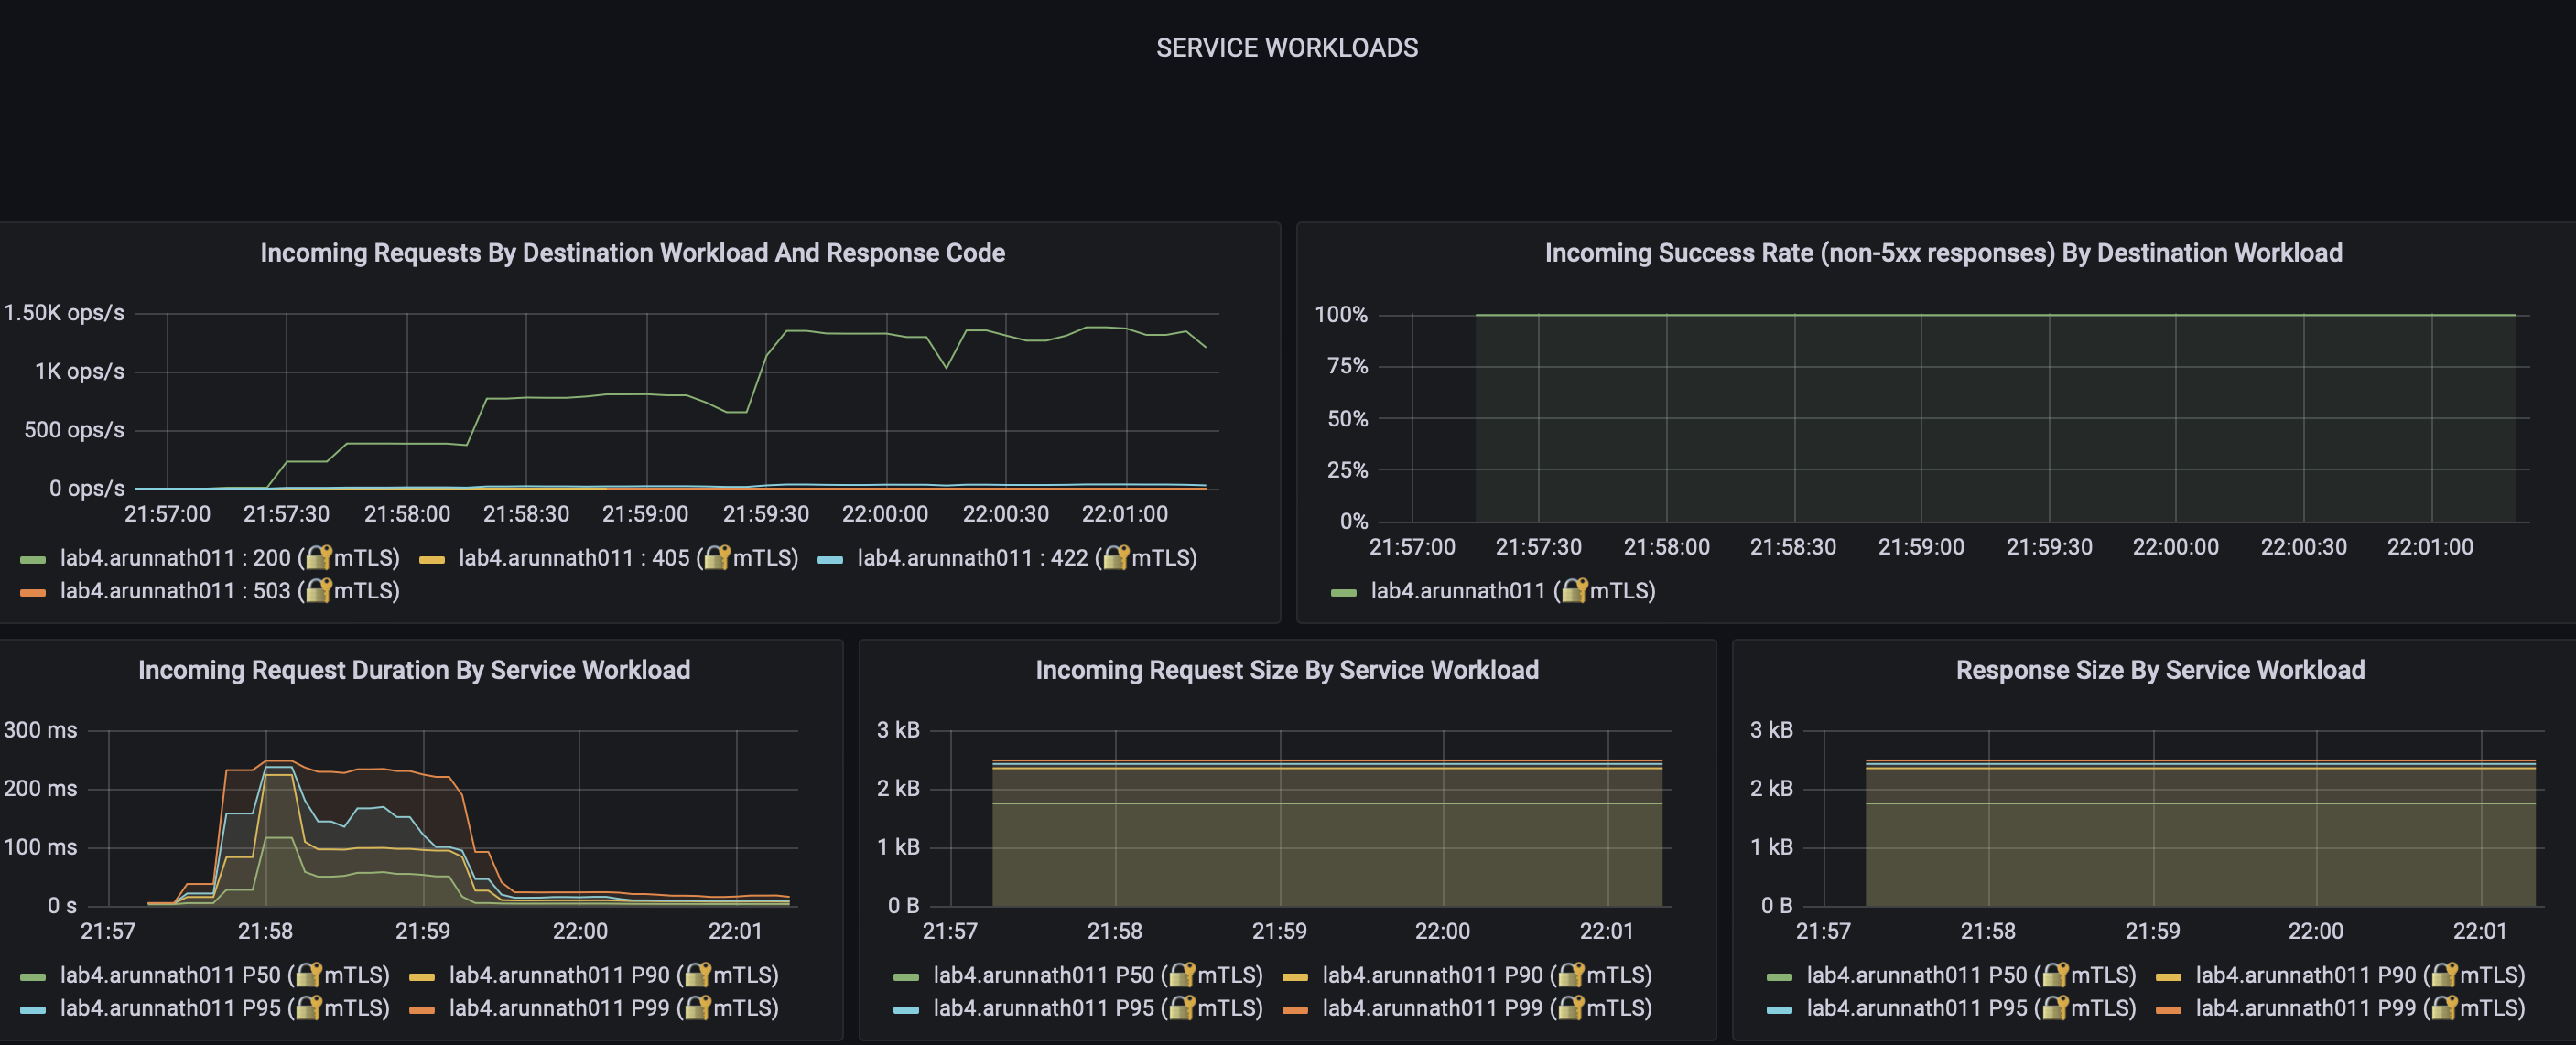 SERVICE WORKLOADS
Incoming Requests By Destination Workload And Response Code
1.50K ops/s
1K ops/s
500 ops/s
0 ops/s
21:57:00 21:57:30 21:58:00 21:58:30 21:59:00 21:59:30 22:00:00 22:00:30 22:01:00
lab4.arunnath011 : 200 (🔐mTLS) lab4.arunnath011 : 405 (🔐mTLS) lab4.arunnath011 : 422 (🔐mTLS)
lab4.arunnath011 : 503 (🔐mTLS)
Incoming Success Rate (non-5xx responses) By Destination Workload
100%
75%
50%
25%
0%
21:57:00 21:57:30 21:58:00 21:58:30 21:59:00 21:59:30 22:00:00 22:00:30 22:01:00
lab4.arunnath011 (🔐mTLS)
Incoming Request Duration By Service Workload
300 ms
200 ms
100 ms
0 s
21:57 21:58 21:59 22:00 22:01
lab4.arunnath011 P50 (🔐mTLS) lab4.arunnath011 P90 (🔐mTLS)
lab4.arunnath011 P95 (🔐mTLS) lab4.arunnath011 P99 (🔐mTLS)
Incoming Request Size By Service Workload
3 kB
2 kB
1 kB
0 B
21:57 21:58 21:59 22:00 22:01
lab4.arunnath011 P50 (🔐mTLS) lab4.arunnath011 P90 (🔐mTLS)
lab4.arunnath011 P95 (🔐mTLS) lab4.arunnath011 P99 (🔐mTLS)
Response Size By Service Workload
3 kB
2 kB
1 kB
0 B
21:57 21:58 21:59 22:00 22:01
lab4.arunnath011 P50 (🔐mTLS) lab4.arunnath011 P90 (🔐mTLS)
lab4.arunnath011 P95 (🔐mTLS) lab4.arunnath011 P99 (🔐mTLS)